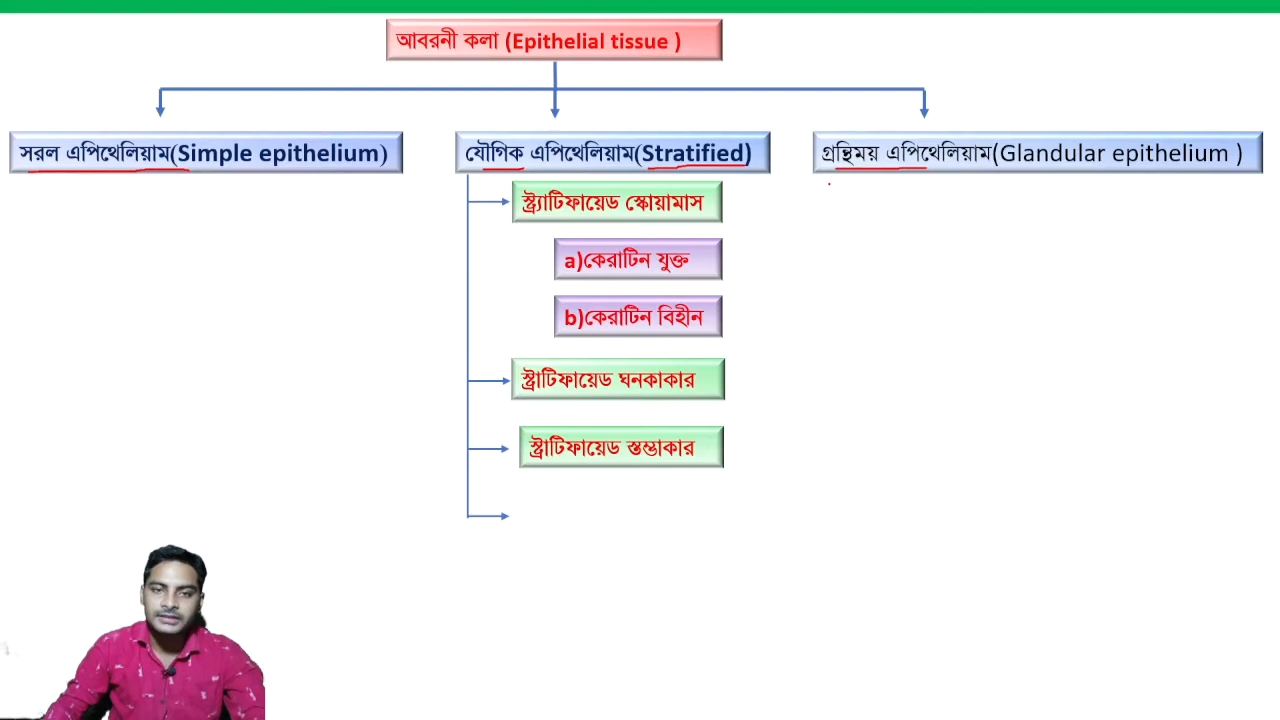 আবরনী কলা (Epithelial tissue )
সরল এপিথেলিয়াম(Simple epithelium)
যৌগিক এপিথেলিয়াম(Stratified)
গ্রন্থিময় এপিথেলিয়াম(Glandular epithelium )
স্ট্র্যাটিফায়েড স্কোয়ামাস
a)কেরাটিন যুক্ত
b)কেরাটিন বিহীন
স্ট্রাটিফায়েড ঘনকাকার
স্ট্রাটিফায়েড স্তম্ভাকার